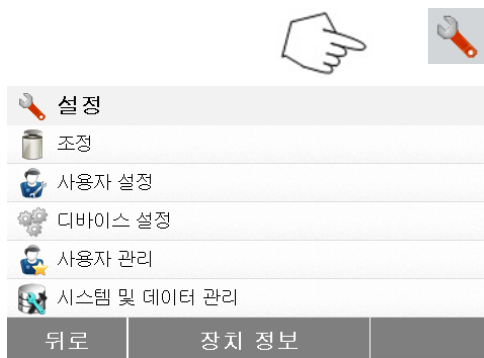 설정
조정
사용자 설정
디바이스 설정
사용자 관리
시스템 및 데이터 관리
뒤로 장치 정보